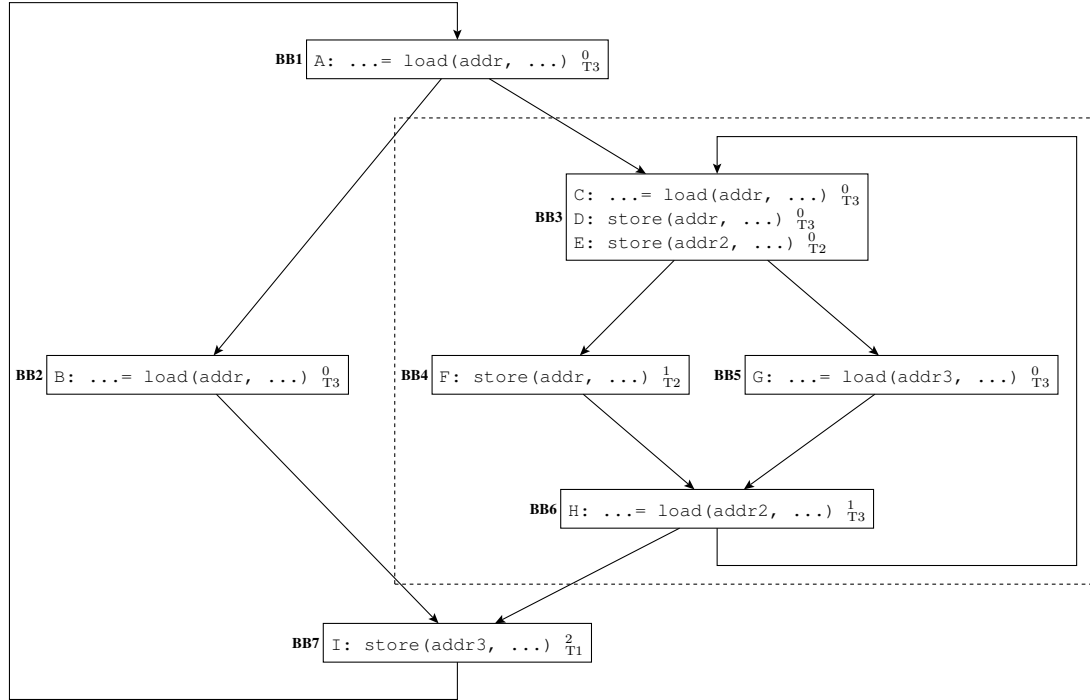 BB1 A: ...= load(addr, ...) 0 T3
BB3 C: ...= load(addr, ...) 0 T3
D: store(addr, ...) 0 T3
E: store(addr2, ...) 0 T2
BB2 B: ...= load(addr, ...) 0 T3
BB4 F: store(addr, ...) 1 T2
BB5 G: ...= load(addr3, ...) 0 T3
BB6 H: ...= load(addr2, ...) 1 T3
BB7 I: store(addr3, ...) 2 T1